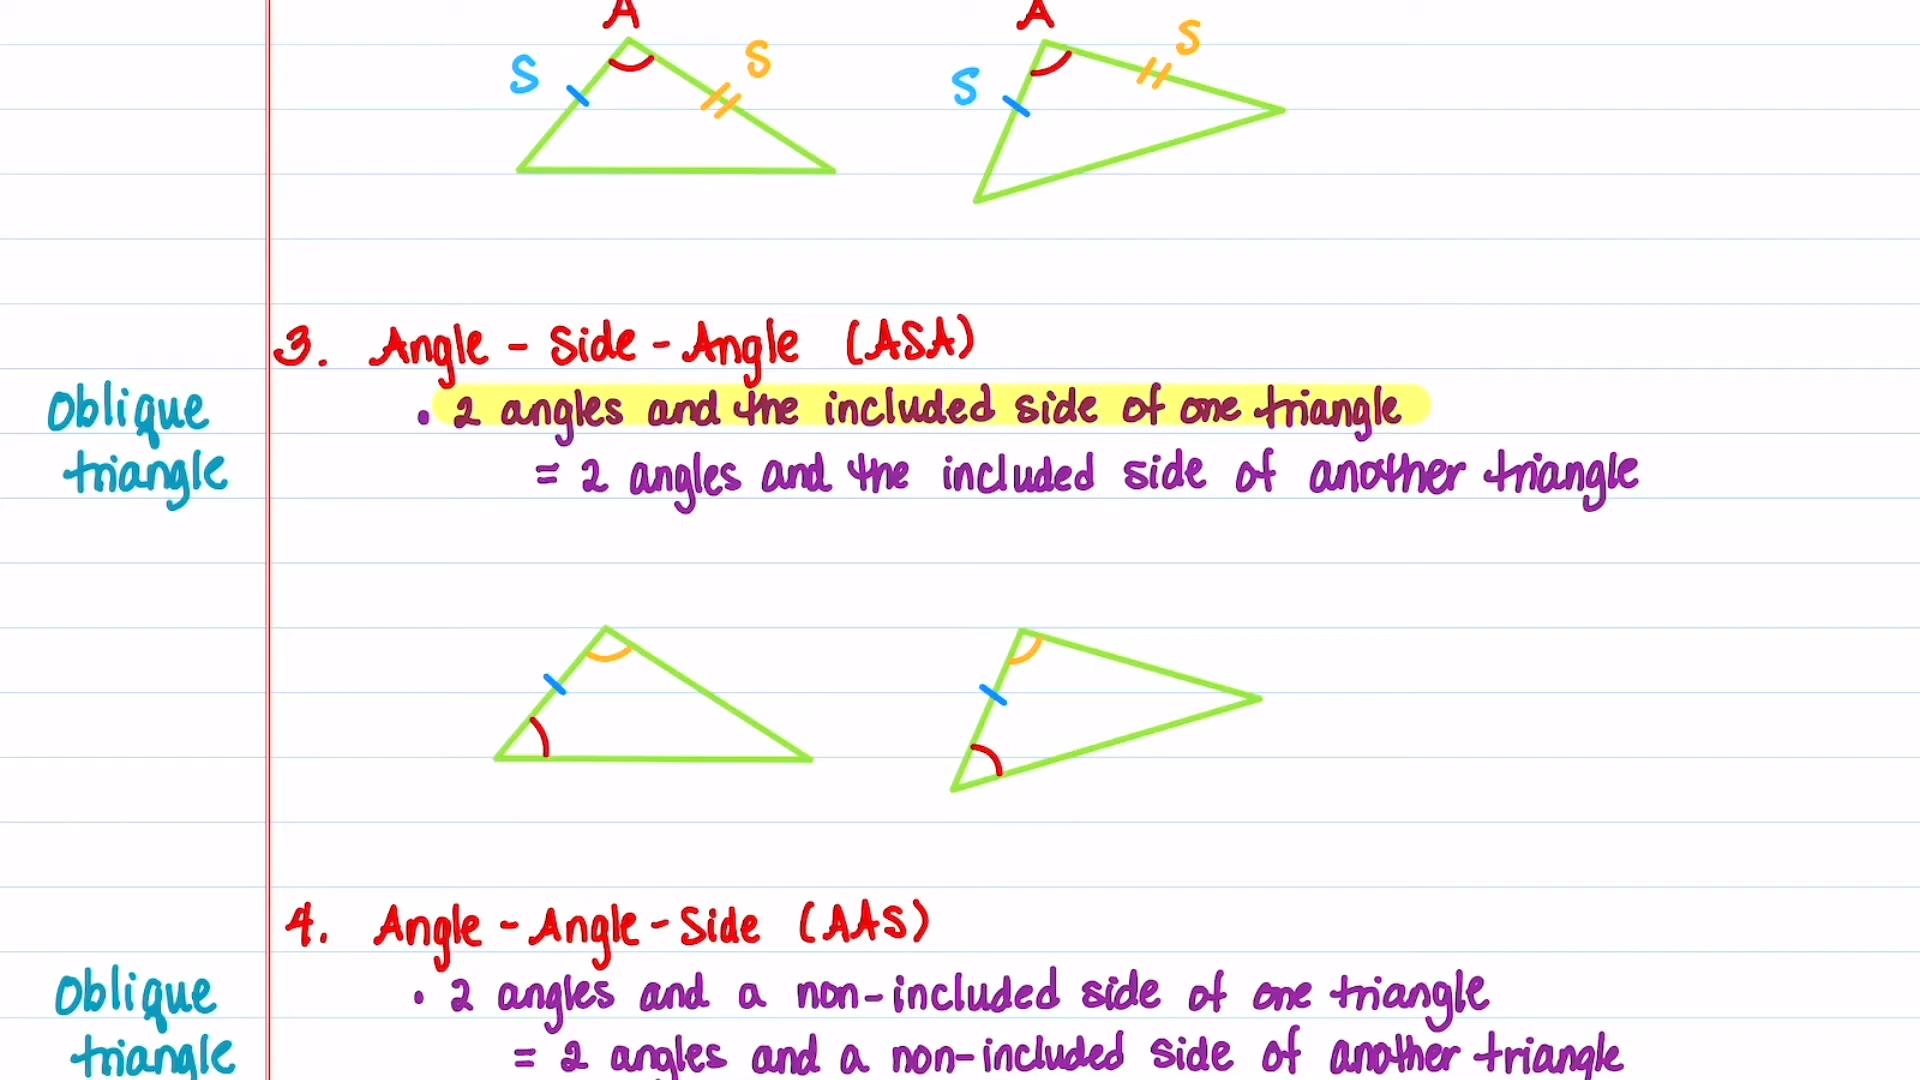 A A
S S S S
3. Angle - Side - Angle (ASA)
Oblique triangle
• 2 angles and the included side of one triangle
= 2 angles and the included side of another triangle
4. Angle - Angle - Side (AAS)
Oblique triangle
• 2 angles and a non-included side of one triangle
= 2 angles and a non-included side of another triangle